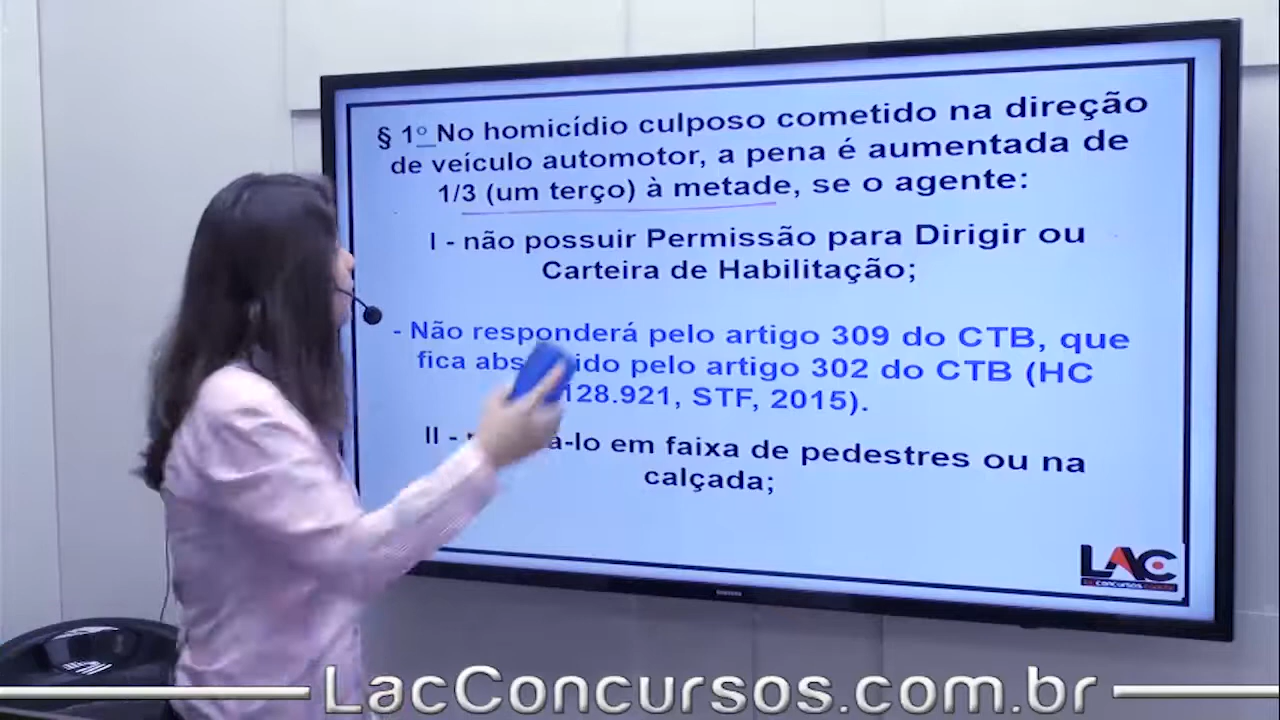 § 1º No homicídio culposo cometido na direção
de veículo automotor, a pena é aumentada de
1/3 (um terço) à metade, se o agente:
I - não possuir Permissão para Dirigir ou
Carteira de Habilitação;
- Não responderá pelo artigo 309 do CTB, que
fica abs ido pelo artigo 302 do CTB (HC
128.921, STF, 2015).
II - á-lo em faixa de pedestres ou na
calçada;
LAC
Concursos
SAMSUNG
LacConcursos.com.br